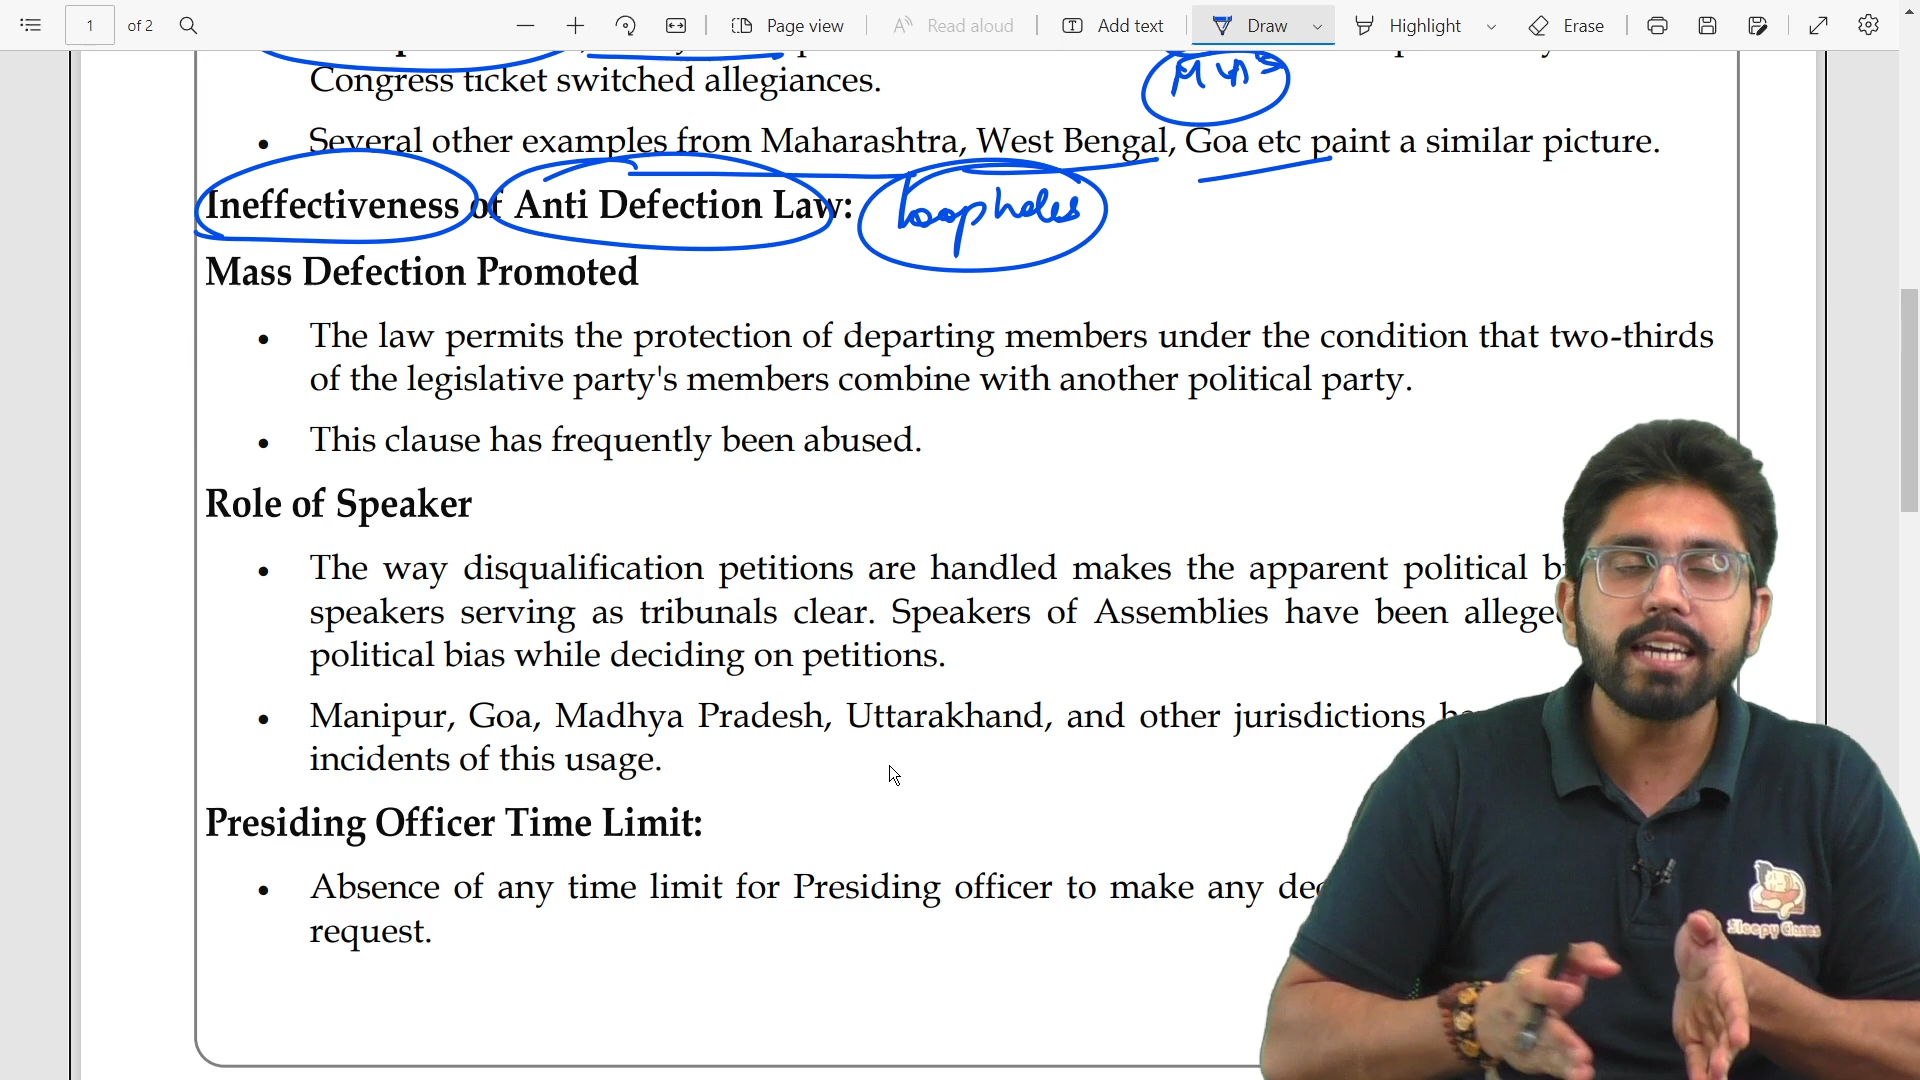 1 of 2 Page view Read aloud Add text Draw Highlight Erase
Congress ticket switched allegiances.
• Several other examples from Maharashtra, West Bengal, Goa etc paint a similar picture.
Ineffectiveness of Anti Defection Law: Loopholes
Mass Defection Promoted
• The law permits the protection of departing members under the condition that two-thirds
of the legislative party's members combine with another political party.
• This clause has frequently been abused.
Role of Speaker
• The way disqualification petitions are handled makes the apparent political
speakers serving as tribunals clear. Speakers of Assemblies have been
political bias while deciding on petitions.
• Manipur, Goa, Madhya Pradesh, Uttarakhand, and other jurisdictions
incidents of this usage.
Presiding Officer Time Limit:
• Absence of any time limit for Presiding officer to make any
request.
Sleepy Classes